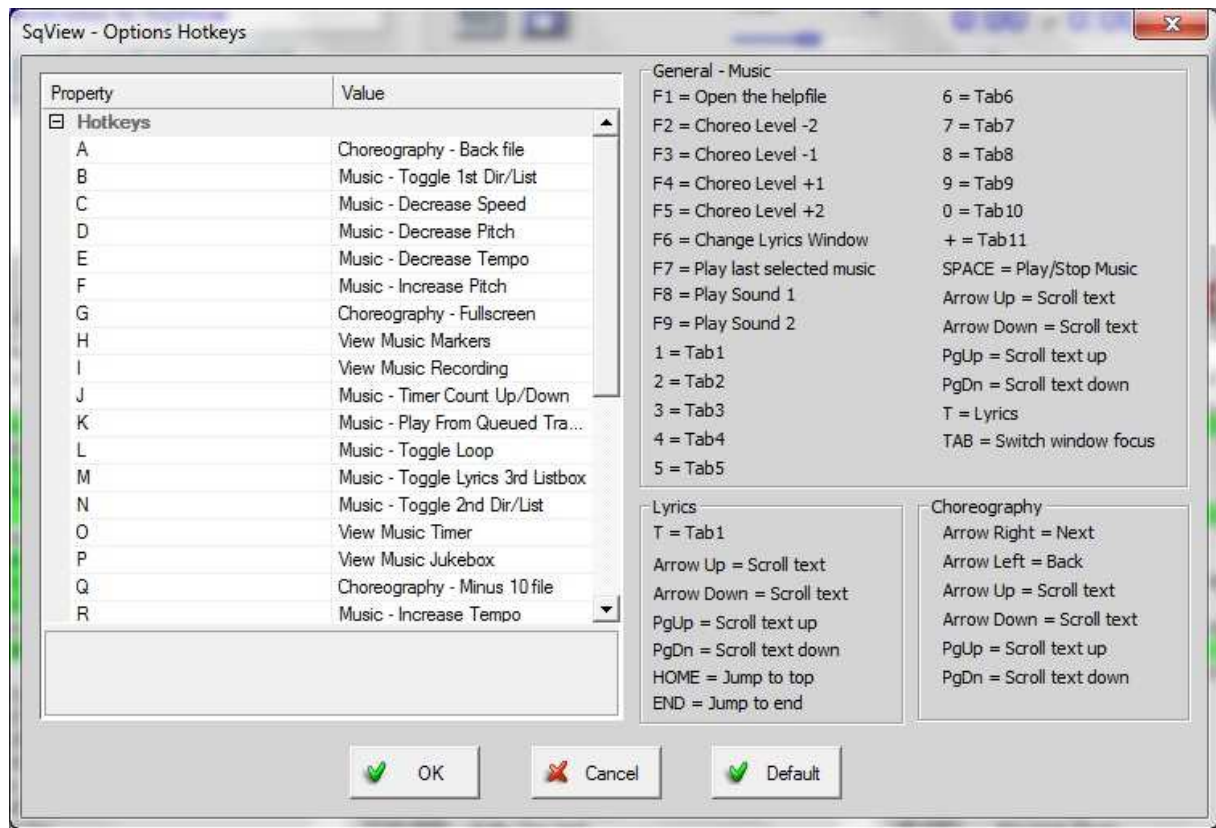 SqView - Options Hotkeys
Property Value
Hotkeys
A Choreography - Back file
B Music - Toggle 1st Dir/List
C Music - Decrease Speed
D Music - Decrease Pitch
E Music - Decrease Tempo
F Music - Increase Pitch
G Choreography - Fullscreen
H View Music Markers
I View Music Recording
J Music - Timer Count Up/Down
K Music - Play From Queued Tra...
L Music - Toggle Loop
M Music - Toggle Lyrics 3rd Listbox
N Music - Toggle 2nd Dir/List
O View Music Timer
P View Music Jukebox
Q Choreography - Minus 10 file
R Music - Increase Tempo
General - Music
F1 = Open the helpfile
F2 = Choreo Level -2
F3 = Choreo Level -1
F4 = Choreo Level +1
F5 = Choreo Level +2
F6 = Change Lyrics Window
F7 = Play last selected music
F8 = Play Sound 1
F9 = Play Sound 2
1 = Tab1
2 = Tab2
3 = Tab3
4 = Tab4
5 = Tab5
6 = Tab6
7 = Tab7
8 = Tab8
9 = Tab9
0 = Tab10
+ = Tab11
SPACE = Play/Stop Music
Arrow Up = Scroll text
Arrow Down = Scroll text
PgUp = Scroll text up
PgDn = Scroll text down
T = Lyrics
TAB = Switch window focus
Lyrics
T = Tab1
Arrow Up = Scroll text
Arrow Down = Scroll text
PgUp = Scroll text up
PgDn = Scroll text down
HOME = Jump to top
END = Jump to end
Choreography
Arrow Right = Next
Arrow Left = Back
Arrow Up = Scroll text
Arrow Down = Scroll text
PgUp = Scroll text up
PgDn = Scroll text down
OK
Cancel
Default